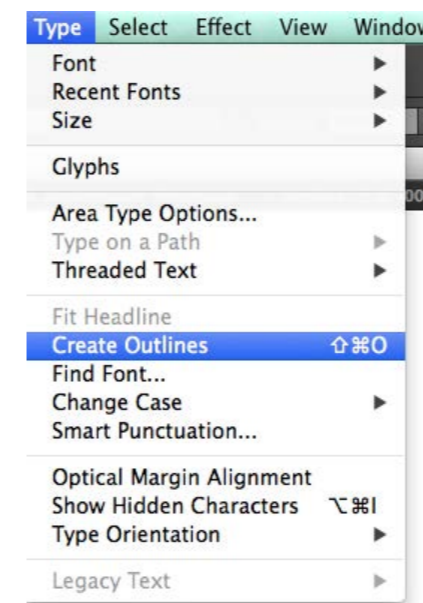 Type Select Effect View Window
Font ▶
Recent Fonts ▶
Size ▶
Glyphs
Area Type Options...
Type on a Path ▶
Threaded Text ▶
Fit Headline
Create Outlines ⇧⌘O
Find Font...
Change Case ▶
Smart Punctuation...
Optical Margin Alignment
Show Hidden Characters ⌥⌘I
Type Orientation ▶
Legacy Text ▶